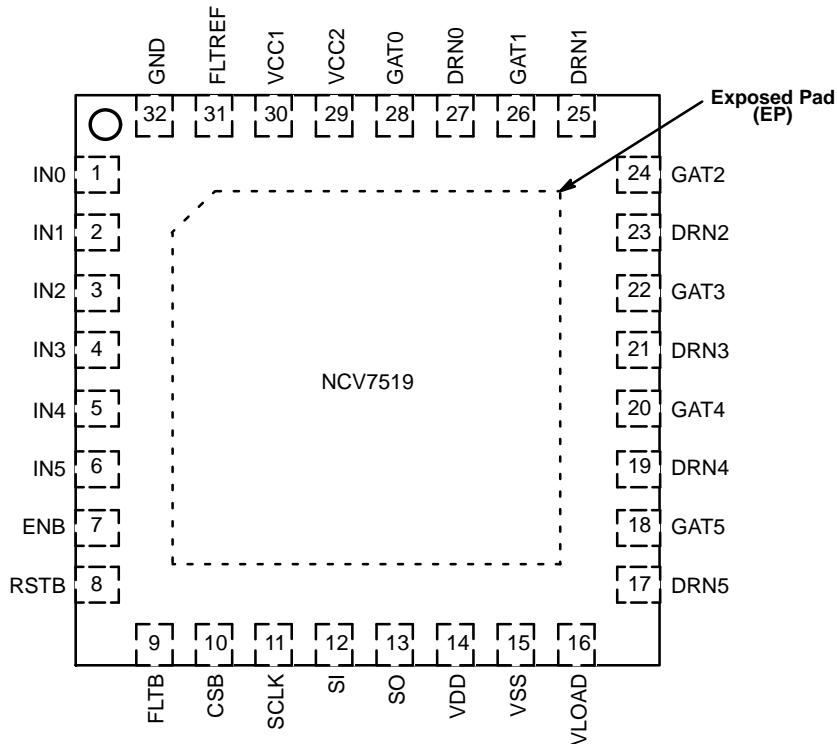 GND
FLTREF
VCC1
VCC2
GAT0
DRN0
GAT1
DRN1
32
31
30
29
28
27
26
25
Exposed Pad
(EP)
IN0 1
24 GAT2
IN1 2
23 DRN2
IN2 3
22 GAT3
IN3 4
21 DRN3
NCV7519
IN4 5
20 GAT4
IN5 6
19 DRN4
ENB 7
18 GAT5
RSTB 8
17 DRN5
9
10
11
12
13
14
15
16
FLTB
CSB
SCLK
SI
SO
VDD
VSS
VLOAD